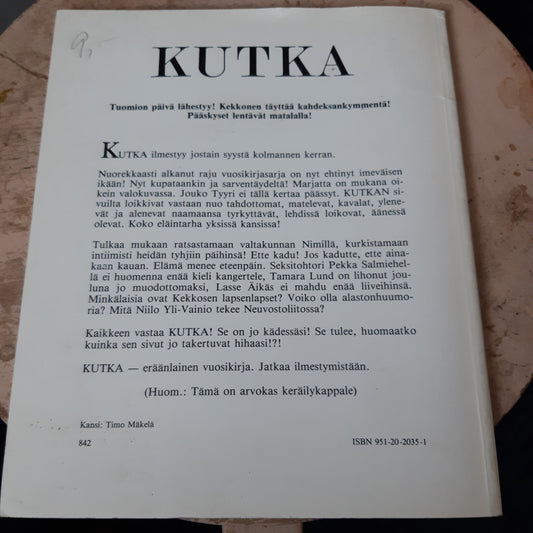 9,-
KUTKA
Tuomion päivä lähestyy! Kekkonen täyttää kahdeksankymmentä!
Pääskyset lentävät matalalla!
KUTKA ilmestyy jostain syystä kolmannen kerran.
Nuorekkaasti alkanut raju vuosikirjasarja on nyt ehtinyt imeväisen
ikään! Nyt kupataankin ja sarventäydeltä! Marjatta on mukana oi-
kein valokuvassa. Jouko Tyyri ei tällä kertaa päässyt. KUTKAN si-
vuilta loikkivat vastaan nuo tahdottomat, matelevat, kavalat, ylene-
vät ja alenevat naamaansa tyrkyttävät, lehdissä loikovat, äänessä
olevat. Koko eläintarha yksissä kansissa!
Tulkaa mukaan ratsastamaan valtakunnan Nimillä, kurkistamaan
intiimisti heidän tyhjiin päihinsä! Ette kadu! Jos kadutte, ette aina-
kaan kauan. Elämä menee eteenpäin. Seksitohtori Pekka Salmiehel-
lä ei huomenna enää kieli kangertele, Tamara Lund on lihonut jou-
luna jo muodottomaksi, Lasse Äikäs ei mahdu enää liiveihinsä.
Minkälaisia ovat Kekkosen lapsenlapset? Voiko olla alastonhuumo-
ria? Mitä Niilo Yli-Vainio tekee Neuvostoliitossa?
Kaikkeen vastaa KUTKA! Se on jo kädessäsi! Se tulee, huomaatko
kuinka sen sivut jo takertuvat hihaasi!?!
KUTKA — eräänlainen vuosikirja. Jatkaa ilmestymistään.
(Huom.: Tämä on arvokas keräilykappale)
Kansi: Timo Mäkelä
842
ISBN 951-20-2035-1